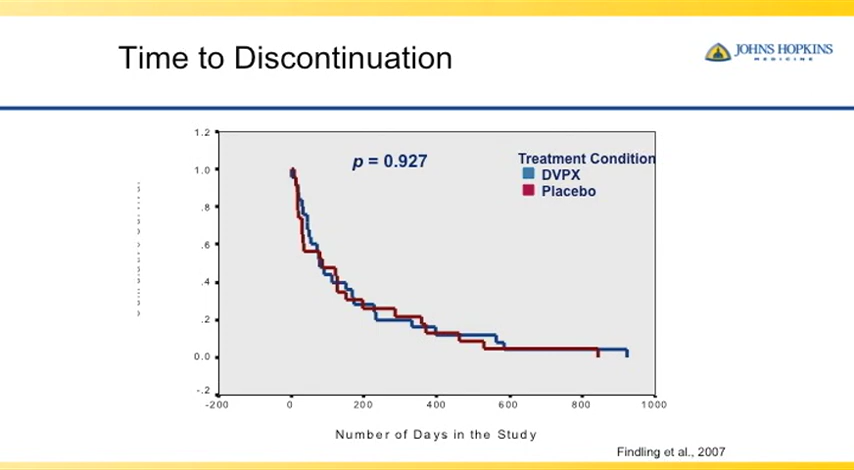 Time to Discontinuation
JOHNS HOPKINS
MEDICINE
1.2
1.0
.8
.6
.4
.2
0.0
-.2
p = 0.927
Treatment Condition
DVPX
Placebo
-200 0 200 400 600 800 1000
Number of Days in the Study
Findling et al., 2007